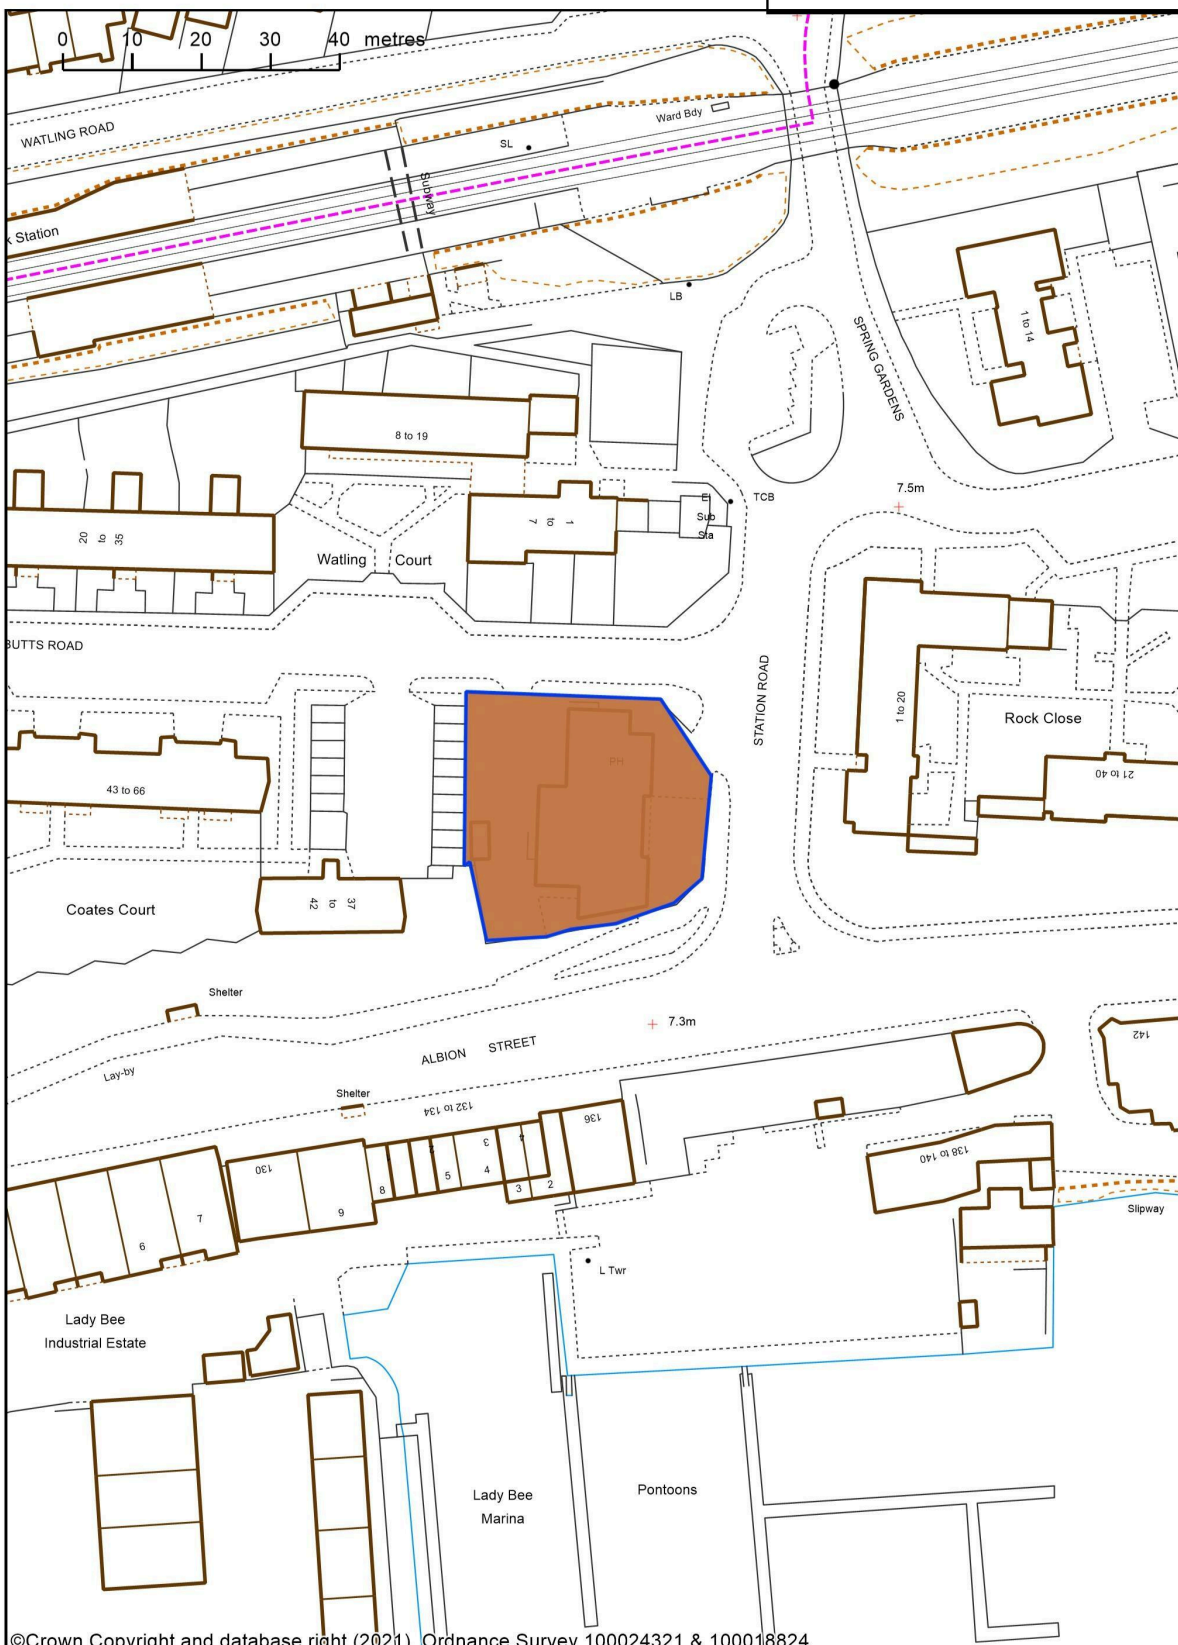 0 10 20 30 40 metres
WATLING ROAD
Ward Bdy
SL
Subway
k Station
LB
SPRING GARDENS
1 to 14
8 to 19
7.5m
El
TCB
Sub
Sta
1 to 7
20 to 35
Watling Court
BUTTS ROAD
STATION ROAD
1 to 20
Rock Close
PH
21 to 40
43 to 66
37 to 42
Coates Court
Shelter
7.3m
ALBION STREET
142
Lay-by
Shelter
132 to 134
136
138 to 140
130
3
4
2
4
5
8
3
2
9
7
6
Slipway
L Twr
Lady Bee
Industrial Estate
Lady Bee
Marina
Pontoons
©Crown Copyright and database right (2021). Ordnance Survey 100024321 & 100018824